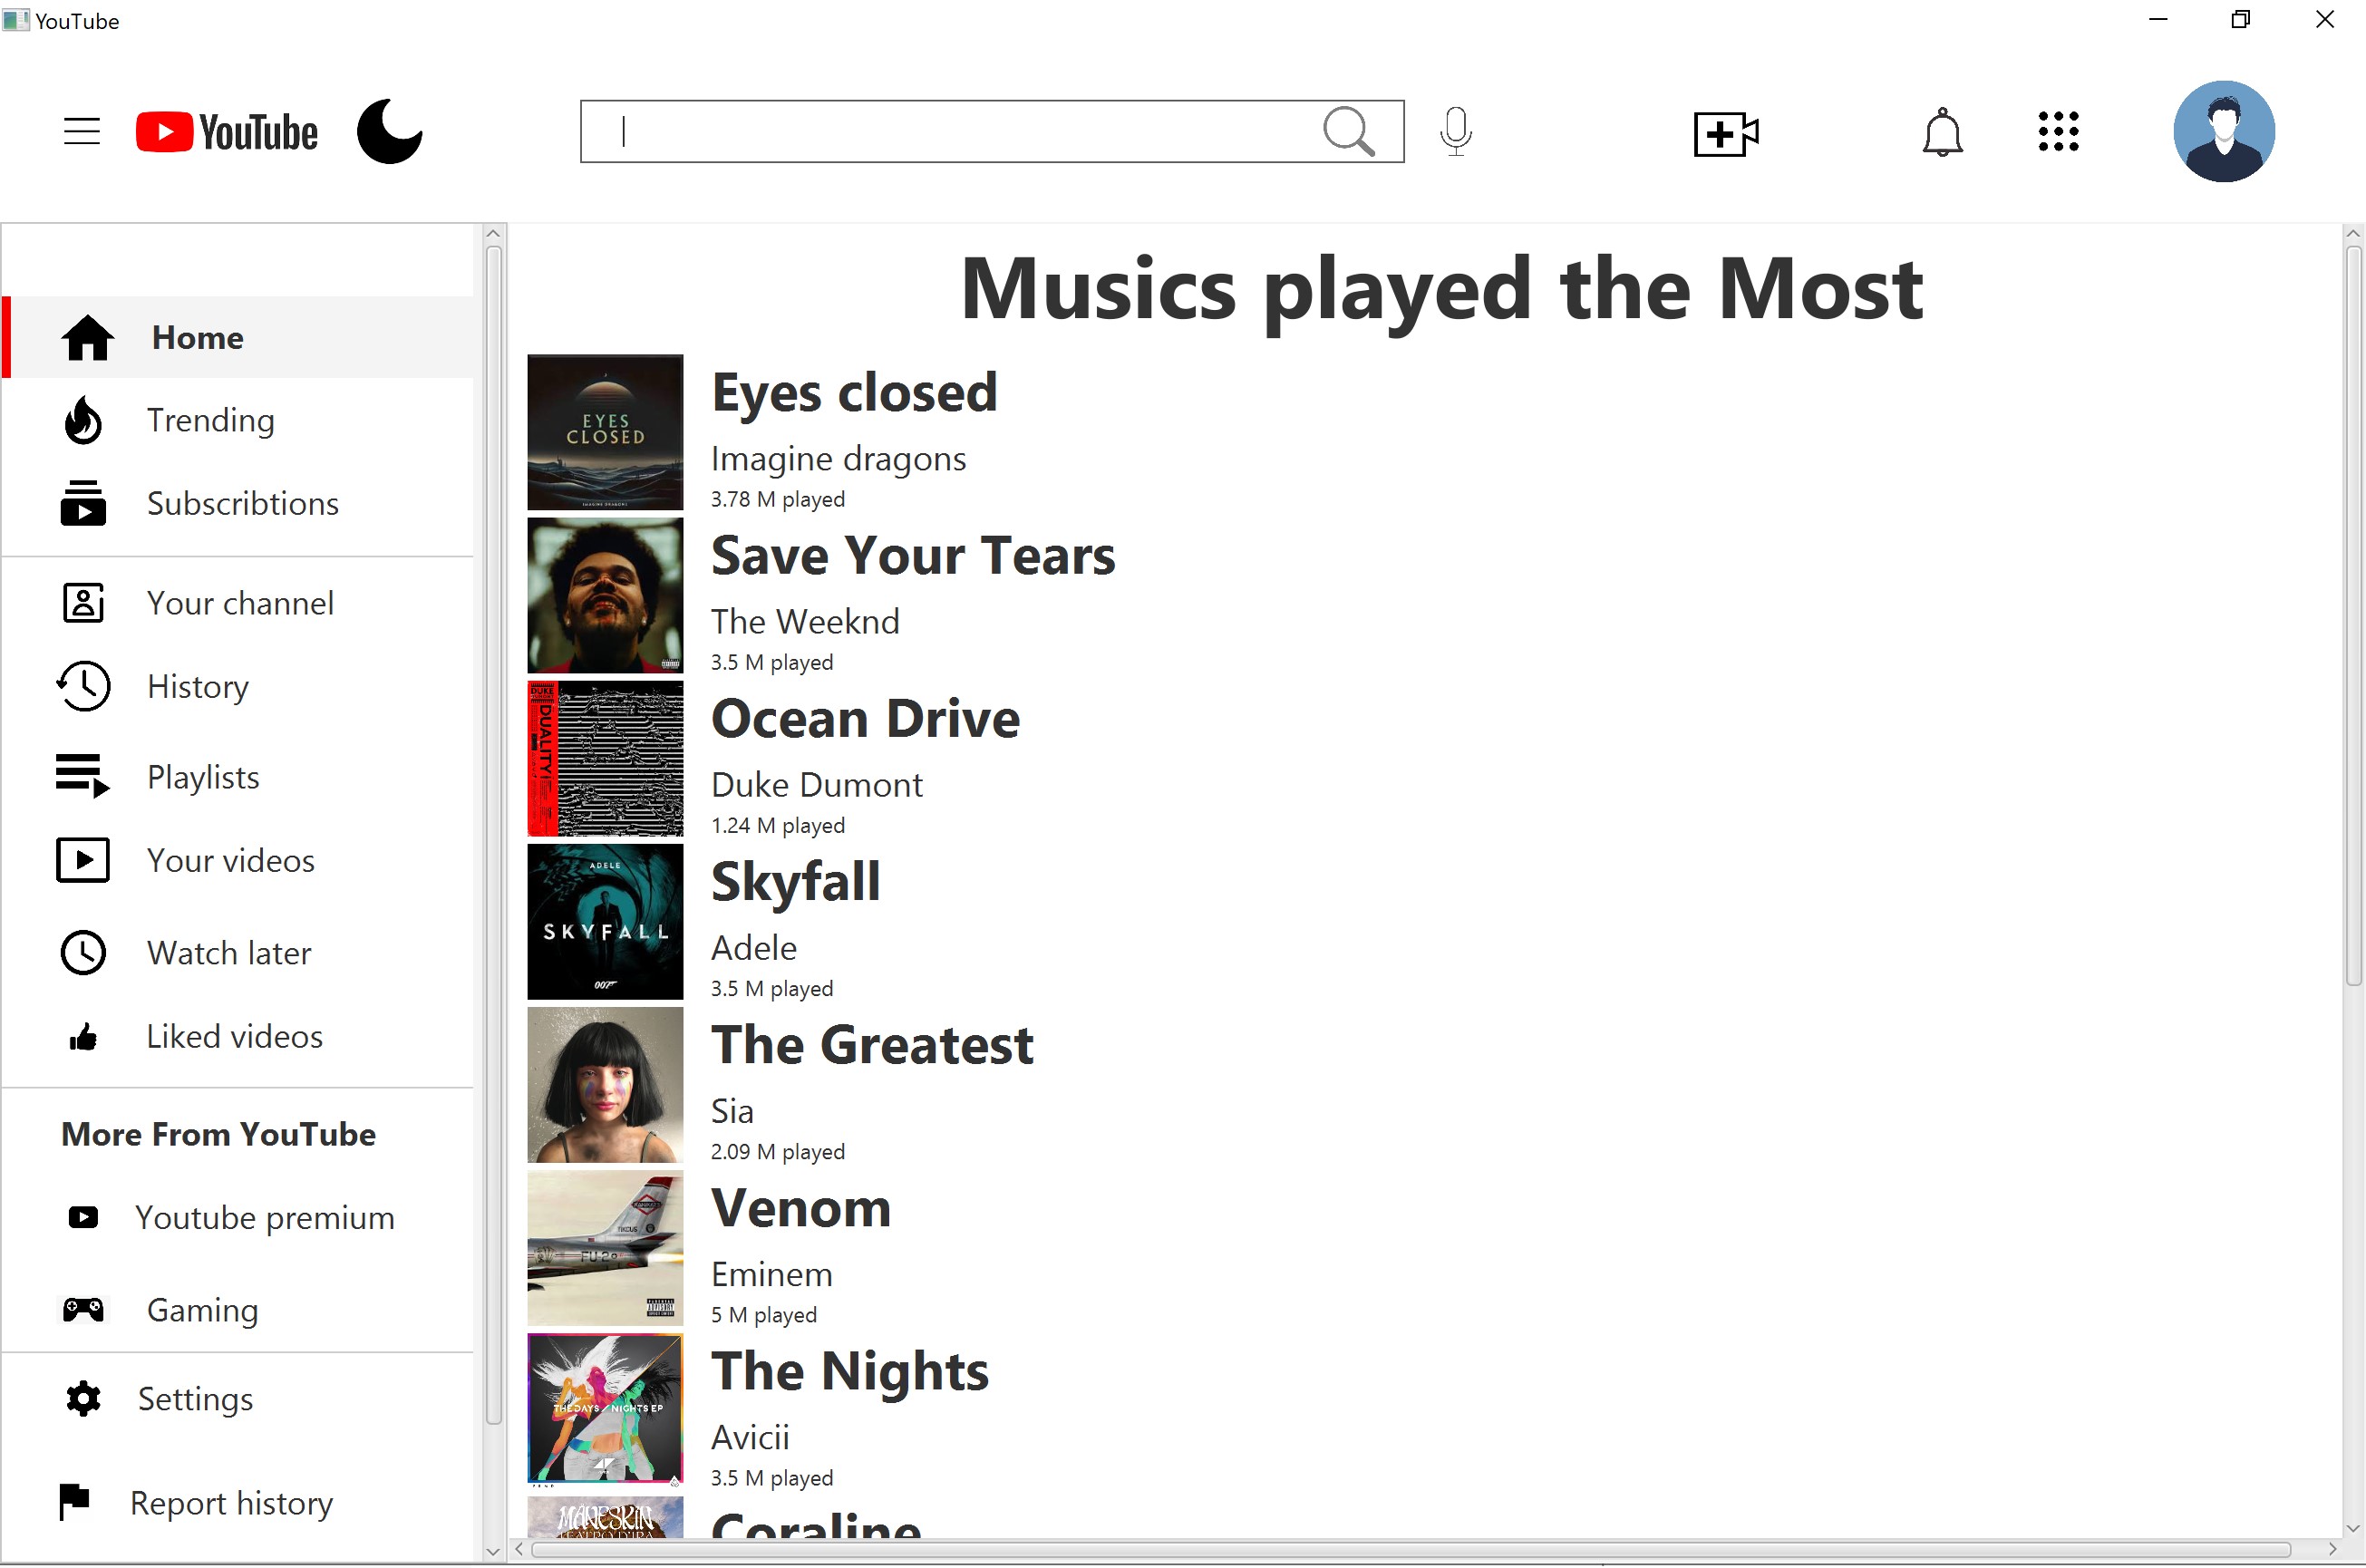 YouTube
YouTube
Home
Trending
Subscribtions
Your channel
History
Playlists
Your videos
Watch later
Liked videos
More From YouTube
Youtube premium
Gaming
Settings
Report history
Musics played the Most
EYES
CLOSED
Eyes closed
Imagine dragons
3.78 M played
Save Your Tears
The Weeknd
3.5 M played
DUKE
DUALITY
Ocean Drive
Duke Dumont
1.24 M played
ADELE
SKYFALL
007
Skyfall
Adele
3.5 M played
The Greatest
Sia
2.09 M played
FU-2
Venom
Eminem
5 M played
THE DAYS / NIGHTS EP
The Nights
Avicii
3.5 M played
MÅNESKIN
Coraline